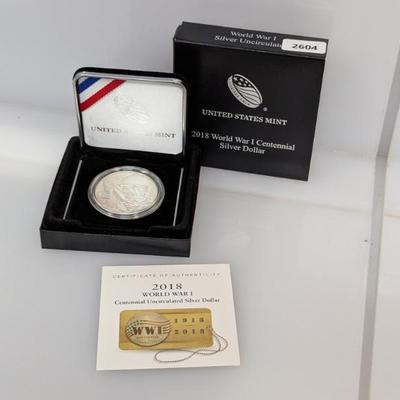 World War I
Silver Uncirculated
2604
UNITED STATES MINT
2018 World War I Centennial
Silver Dollar
UNITED STATES MINT
CERTIFICATE OF AUTHENTICITY
2018
WORLD WAR I
Centennial Uncirculated Silver Dollar
WWI
1918
2018